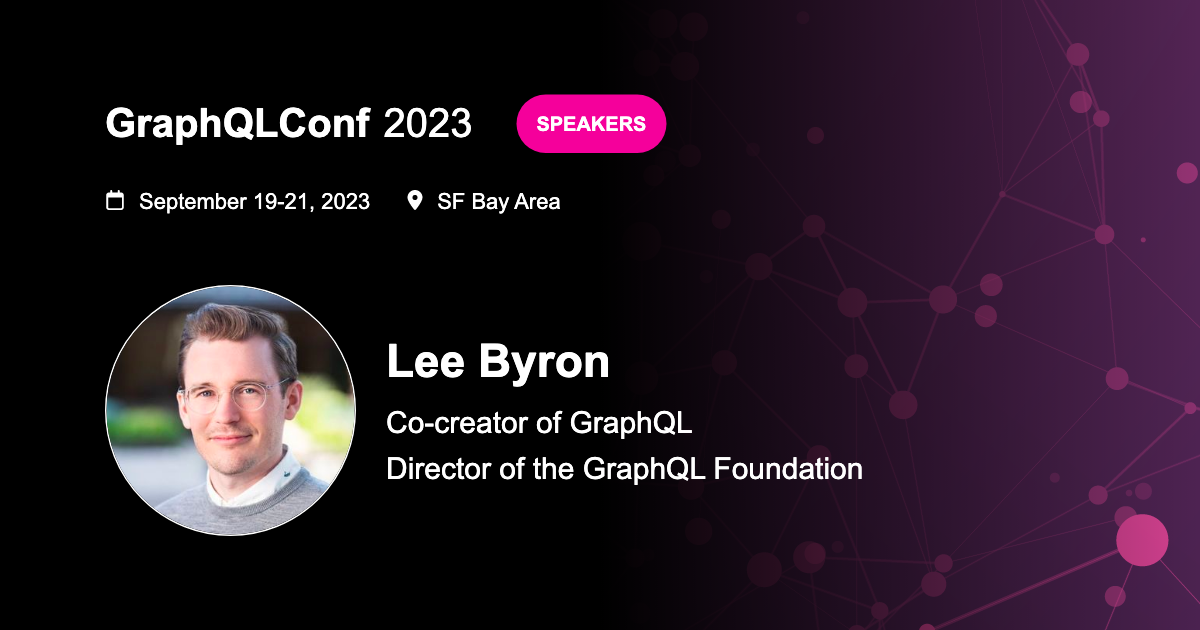 GraphQLConf 2023 SPEAKERS
September 19-21, 2023 SF Bay Area
Lee Byron
Co-creator of GraphQL
Director of the GraphQL Foundation